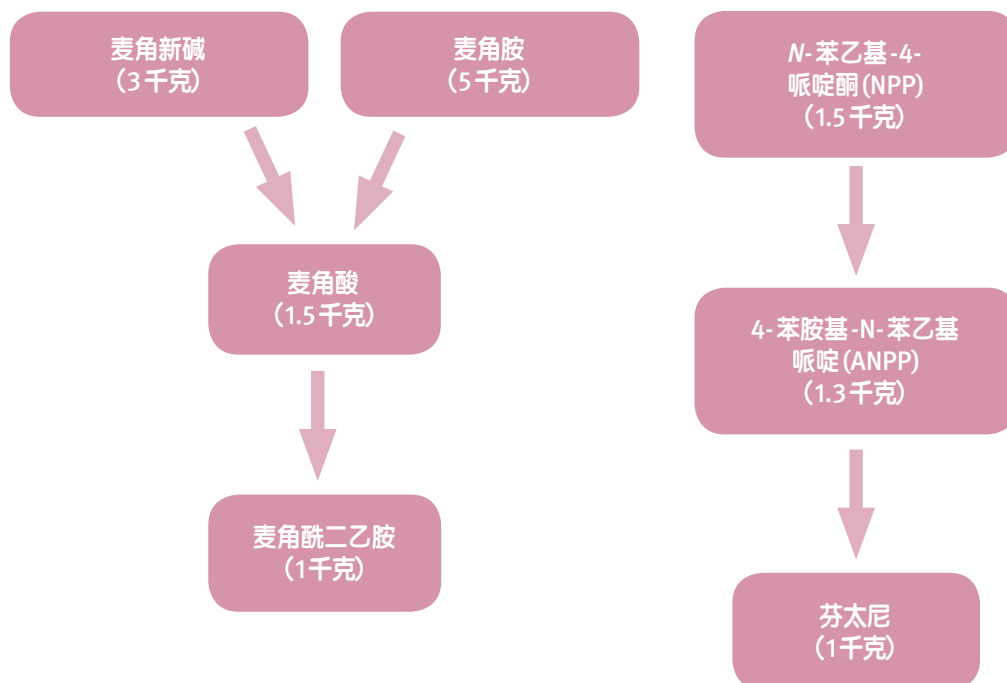 麦角新碱
（3千克）
麦角胺
（5千克）
麦角酸
（1.5千克）
麦角酰二乙胺
（1千克）
N-苯乙基-4-
哌啶酮(NPP)
（1.5千克）
4-苯胺基-N-苯乙基
哌啶(ANPP)
（1.3千克）
芬太尼
（1千克）